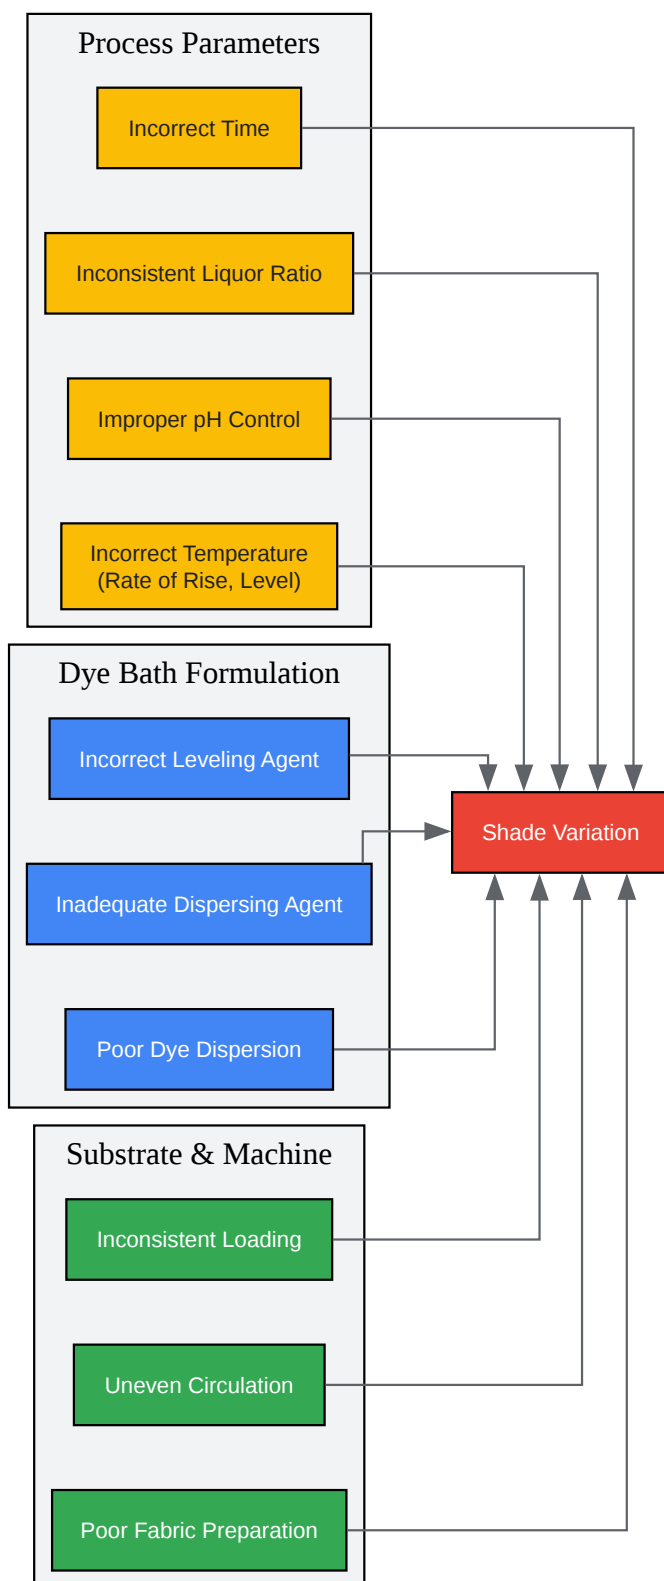 Process Parameters
Incorrect Time
Inconsistent Liquor Ratio
Improper pH Control
Incorrect Temperature
(Rate of Rise, Level)
Dye Bath Formulation
Incorrect Leveling Agent
Shade Variation
Inadequate Dispersing Agent
Poor Dye Dispersion
Substrate & Machine
Inconsistent Loading
Uneven Circulation
Poor Fabric Preparation